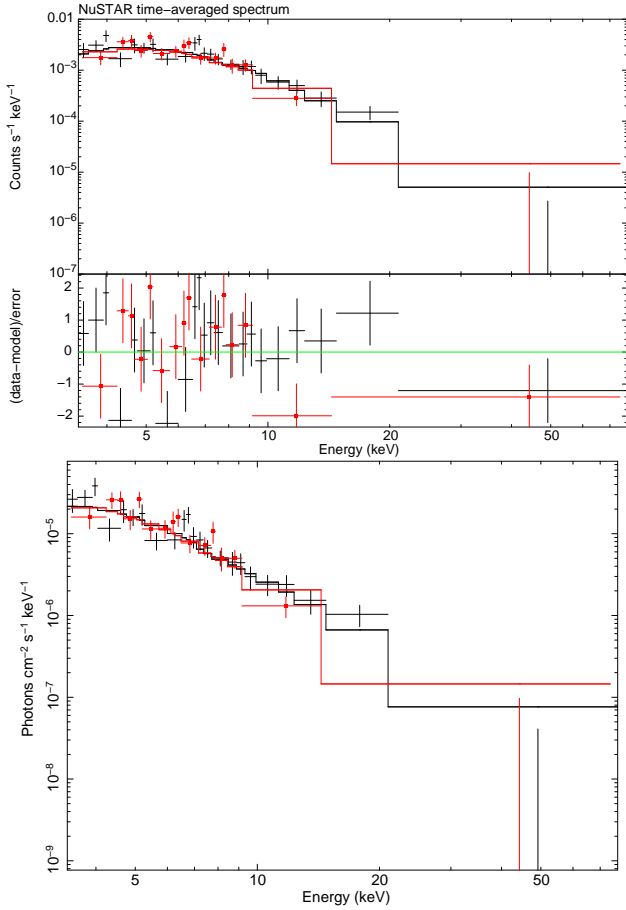 NuSTAR time−averaged spectrum
Counts s⁻¹ keV⁻¹
0.01
10⁻³
10⁻⁴
10⁻⁵
10⁻⁶
10⁻⁷
(data−model)/error
2
1
0
−1
−2
5 10 20 50
Energy (keV)
Photons cm⁻² s⁻¹ keV⁻¹
10⁻⁵
10⁻⁶
10⁻⁷
10⁻⁸
10⁻⁹
5 10 20 50
Energy (keV)